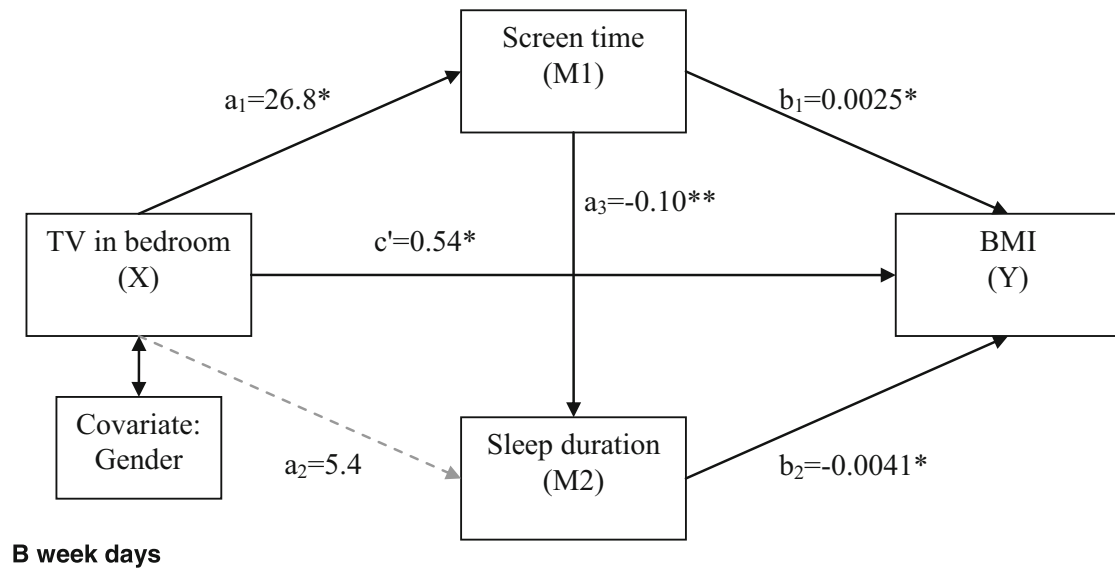 Screen time
(M1)
a₁=26.8*
b₁=0.0025*
a₃=-0.10**
TV in bedroom
(X)
c'=0.54*
BMI
(Y)
Covariate:
Gender
a₂=5.4
Sleep duration
(M2)
b₂=-0.0041*
B week days